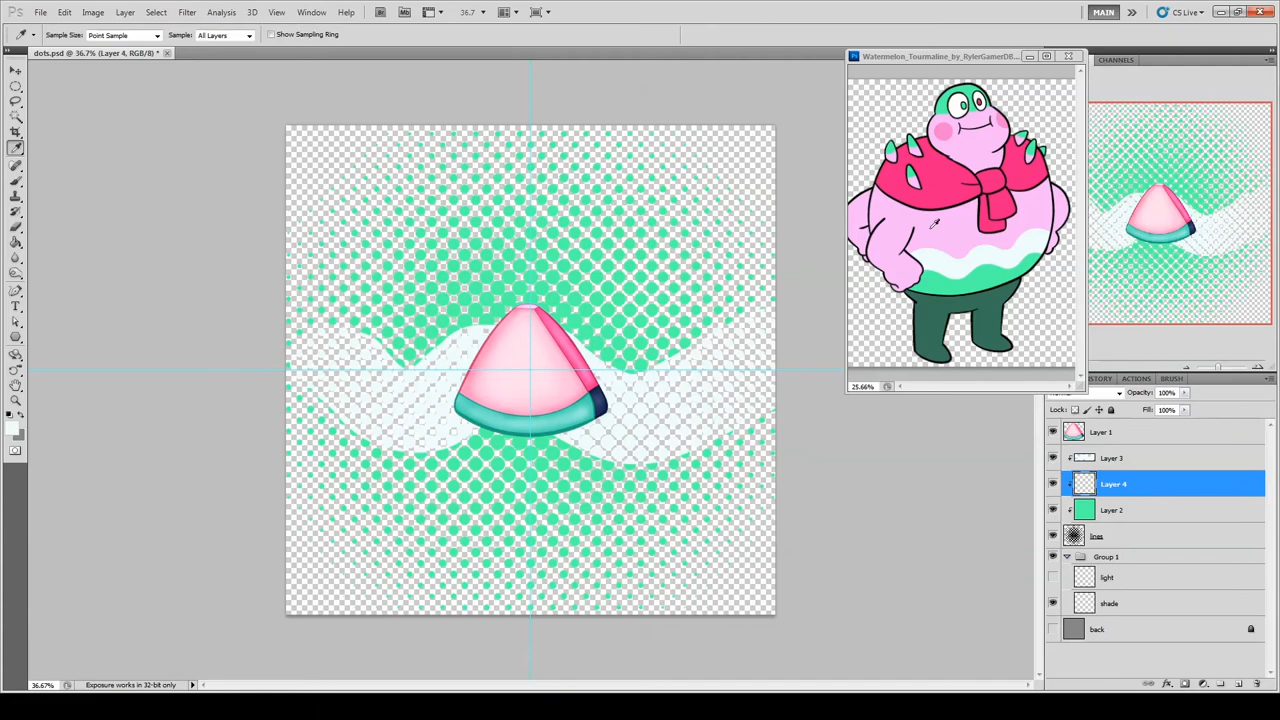 Ps File Edit Image Layer Select Filter Analysis 3D View Window Help Br Mb 36.7 MAIN CS Live
Sample Size: Point Sample Sample: All Layers Show Sampling Ring
dots.psd @ 36.7% (Layer 4, RGB/8) *
Watermelon_Tourmaline_by_RylerGamerDB...
CHANNELS
25.66%
HISTORY ACTIONS BRUSH
Opacity: 100%
Lock: Fill: 100%
Layer 1
Layer 3
Layer 4
Layer 2
lines
Group 1
light
shade
back
36.67% Exposure works in 32-bit only